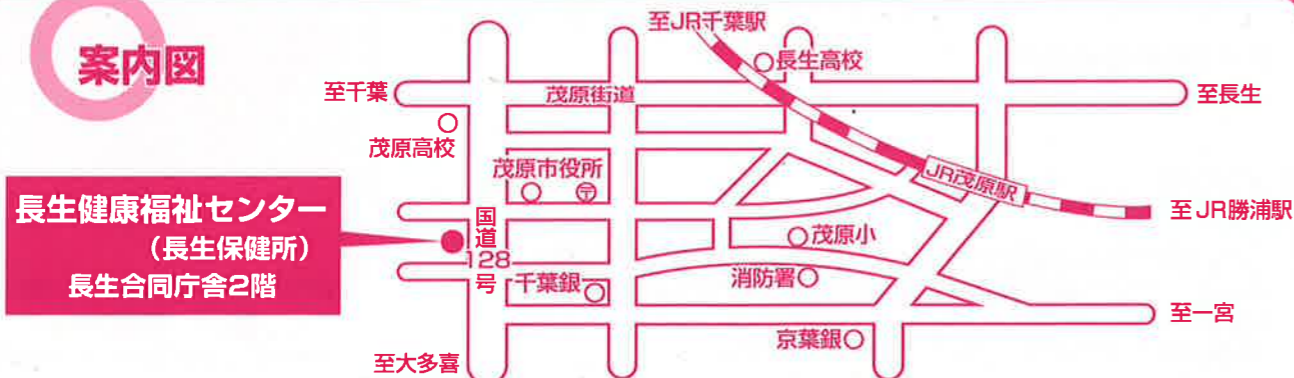 案内図
至JR千葉駅
長生高校
至千葉
茂原街道
至長生
茂原高校
茂原市役所
〒
JR茂原駅
至JR勝浦駅
長生健康福祉センター
(長生保健所)
長生合同庁舎2階
国道128号
茂原小
千葉銀
消防署
至一宮
京葉銀
至大多喜